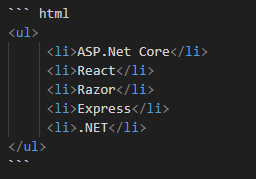 ``` html
<ul>
    <li>ASP.Net Core</li>
    <li>React</li>
    <li>Razor</li>
    <li>Express</li>
    <li>.NET</li>
</ul>
```